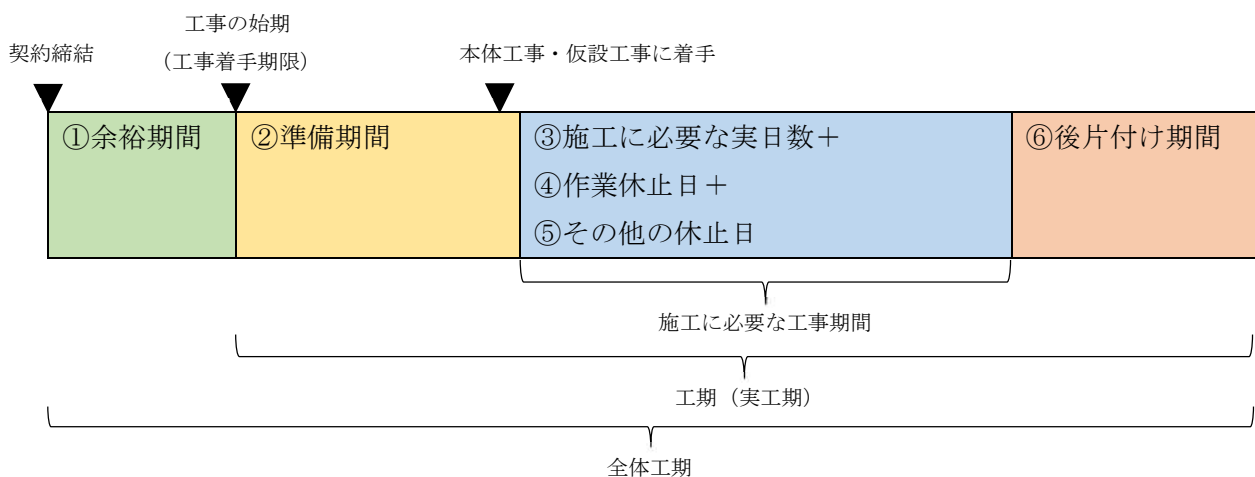 工事の始期
契約締結
（工事着手期限）
本体工事・仮設工事に着手
①余裕期間
②準備期間
③施工に必要な実日数＋
④作業休止日＋
⑤その他の休止日
⑥後片付け期間
施工に必要な工事期間
工期（実工期）
全体工期